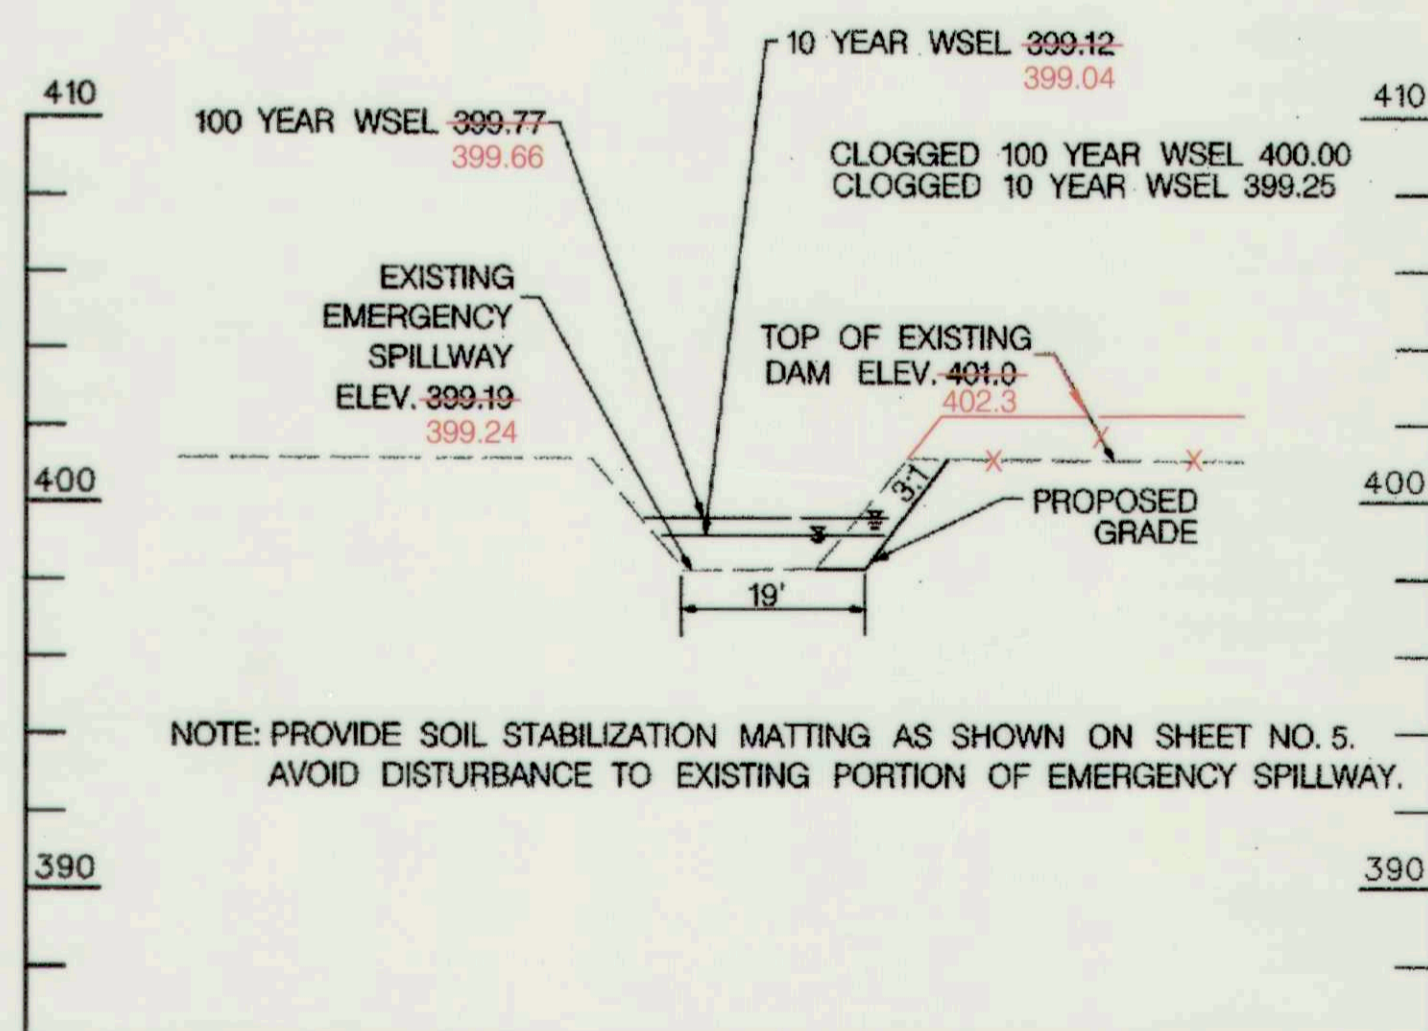 10 YEAR WSEL 399.12
399.04
410
410
100 YEAR WSEL 399.77
399.66
CLOGGED 100 YEAR WSEL 400.00
CLOGGED 10 YEAR WSEL 399.25
EXISTING
EMERGENCY
SPILLWAY
ELEV. 399.19
399.24
TOP OF EXISTING
DAM ELEV. 401.0
402.3
400
400
3:1
PROPOSED
GRADE
19'
NOTE: PROVIDE SOIL STABILIZATION MATTING AS SHOWN ON SHEET NO. 5.
AVOID DISTURBANCE TO EXISTING PORTION OF EMERGENCY SPILLWAY.
390
390